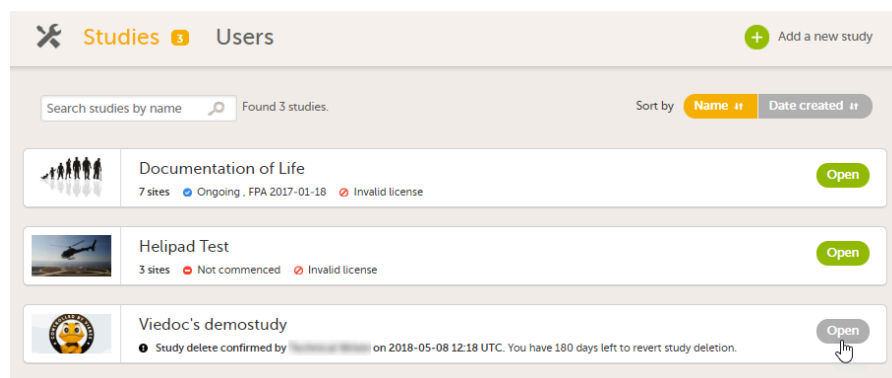 Studies 3 Users
Add a new study
Search studies by name
Found 3 studies.
Sort by Name Date created
Documentation of Life
7 sites Ongoing , FPA 2017-01-18 Invalid license
Open
Helipad Test
3 sites Not commenced Invalid license
Open
Viedoc's demostudy
Study delete confirmed by on 2018-05-08 12:18 UTC. You have 180 days left to revert study deletion.
Open